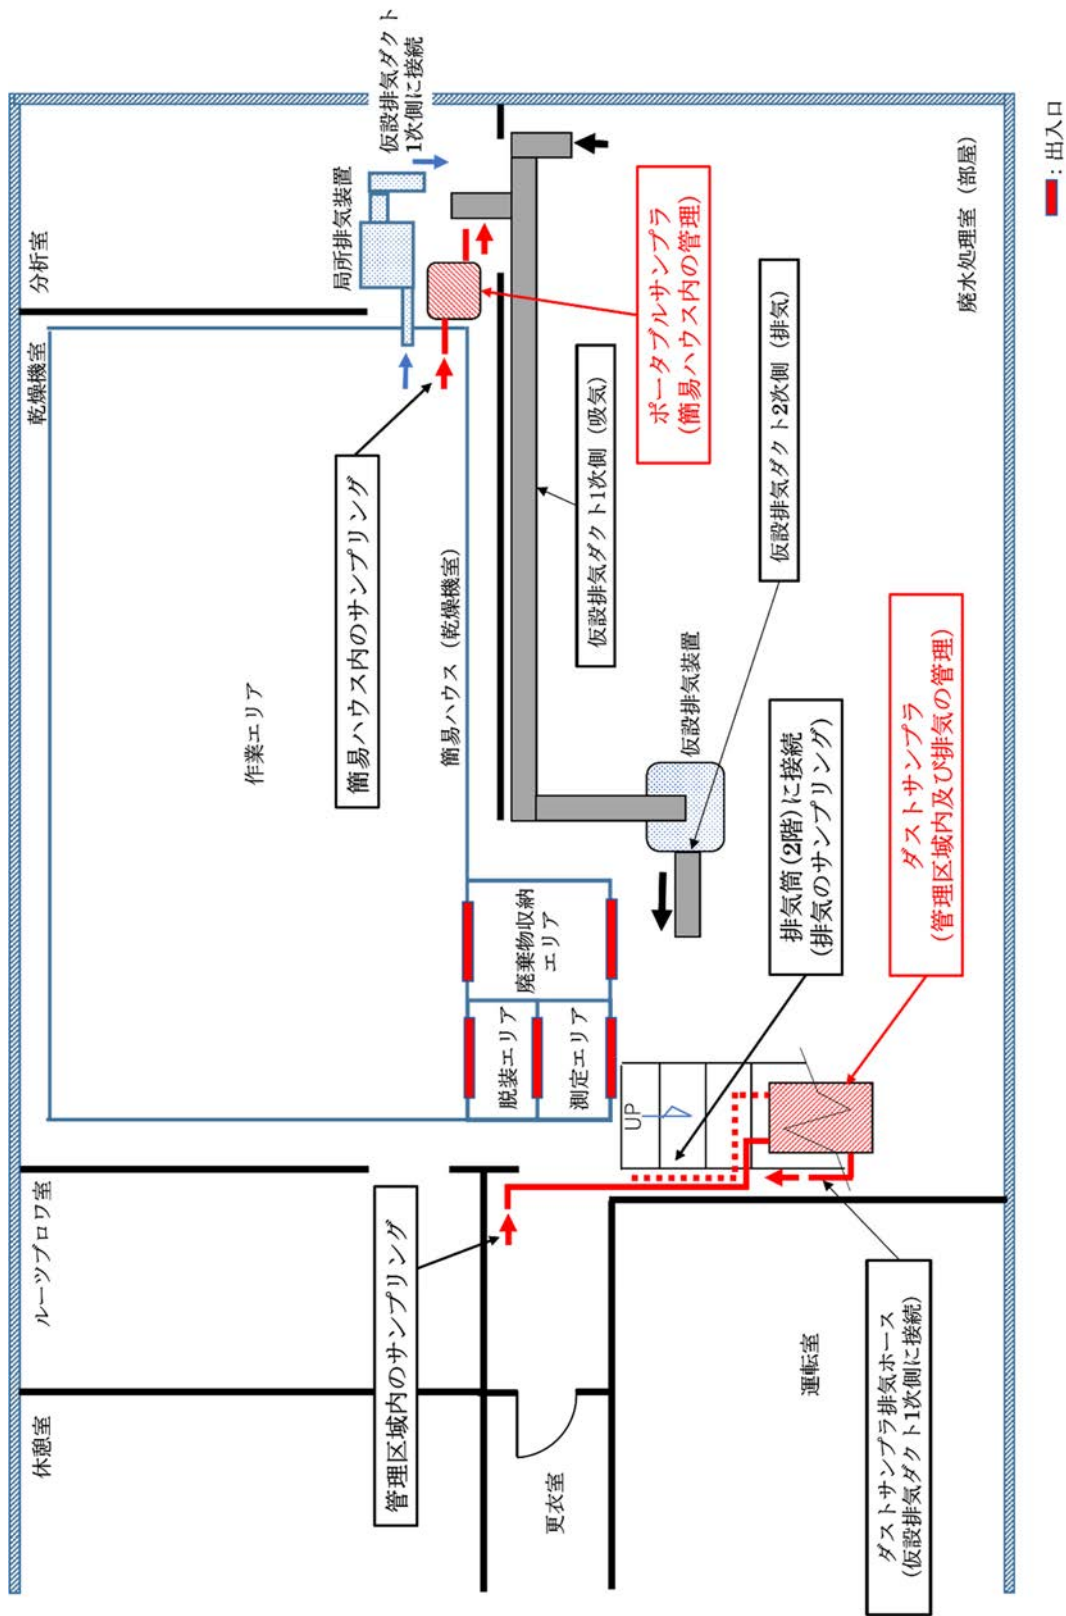 休憩室
ルーツブロワ室
乾燥機室
分析室
仮設排気ダクト
1次側に接続
局所排気装置
作業エリア
簡易ハウス内のサンプリング
管理区域内のサンプリング
簡易ハウス（乾燥機室）
脱装エリア
測定エリア
廃棄物収納
エリア
仮設排気ダクト1次側（吸気）
ポータブルサンプラ
(簡易ハウス内の管理)
更衣室
UP
仮設排気装置
仮設排気ダクト2次側（排気）
排気筒(2階)に接続
(排気のサンプリング)
運転室
ダストサンプラ
(管理区域内及び排気の管理)
ダストサンプラ排気ホース
(仮設排気ダクト1次側に接続)
廃水処理室（部屋）
：出入口